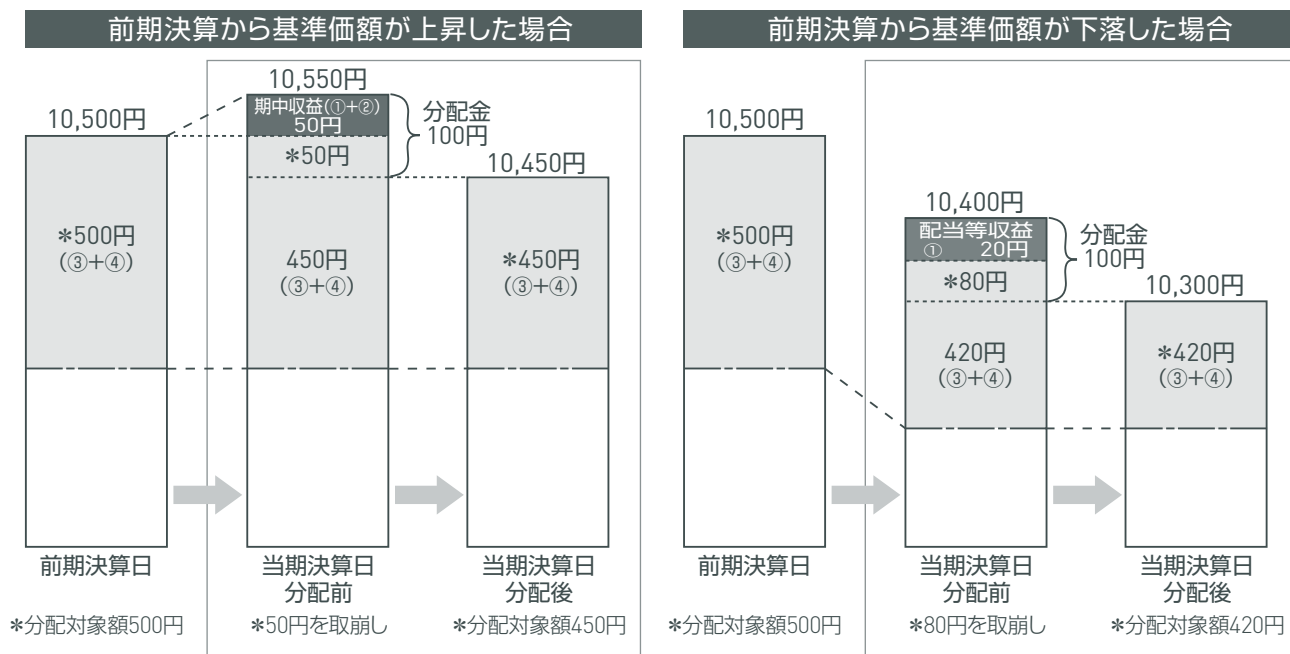 前期決算から基準価額が上昇した場合
10,550円
10,500円
期中収益(①+②)
50円
分配金
100円
*50円
10,450円
*500円
(③+④)
450円
(③+④)
*450円
(③+④)
前期決算日
当期決算日
分配前
当期決算日
分配後
*分配対象額500円
*50円を取崩し
*分配対象額450円
前期決算から基準価額が下落した場合
10,500円
10,400円
配当等収益
① 20円
分配金
100円
*80円
10,300円
*500円
(③+④)
420円
(③+④)
*420円
(③+④)
前期決算日
当期決算日
分配前
当期決算日
分配後
*分配対象額500円
*80円を取崩し
*分配対象額420円